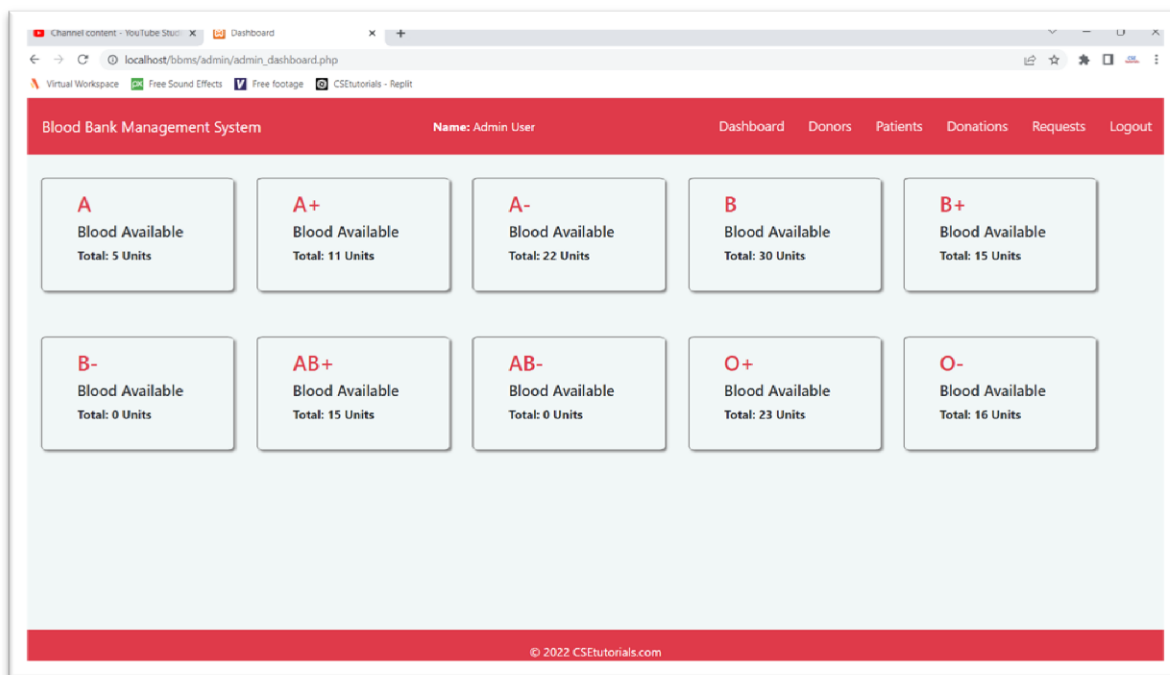 Channel content - YouTube Stud
Dashboard
localhost/bbms/admin/admin_dashboard.php
Virtual Workspace Free Sound Effects Free footage CSEtutorials - Replit
Blood Bank Management System Name: Admin User Dashboard Donors Patients Donations Requests Logout
A
Blood Available
Total: 5 Units
A+
Blood Available
Total: 11 Units
A-
Blood Available
Total: 22 Units
B
Blood Available
Total: 30 Units
B+
Blood Available
Total: 15 Units
B-
Blood Available
Total: 0 Units
AB+
Blood Available
Total: 15 Units
AB-
Blood Available
Total: 0 Units
O+
Blood Available
Total: 23 Units
O-
Blood Available
Total: 16 Units
© 2022 CSEtutorials.com